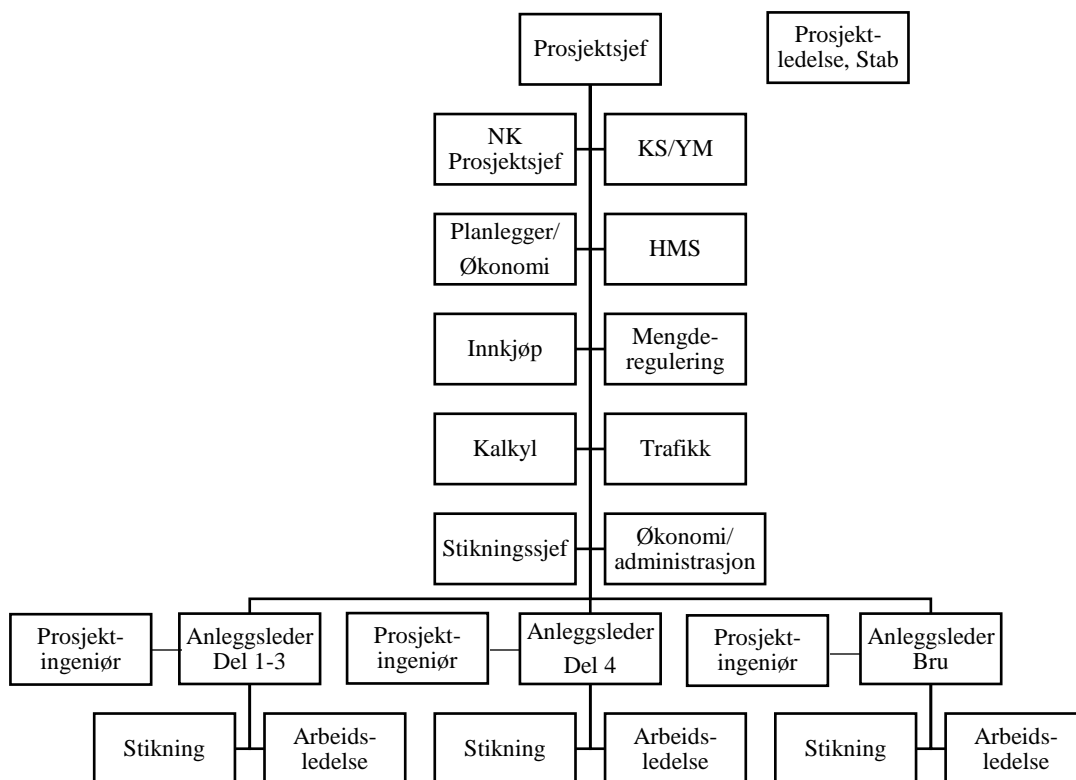 Prosjektsjef
Prosjekt-
ledelse, Stab
NK
Prosjektsjef
KS/YM
Planlegger/
Økonomi
HMS
Innkjøp
Mengde-
regulering
Kalkyl
Trafikk
Stikningssjef
Økonomi/
administrasjon
Prosjekt-
ingeniør
Anleggsleder
Del 1-3
Prosjekt-
ingeniør
Anleggsleder
Del 4
Prosjekt-
ingeniør
Anleggsleder
Bru
Stikning
Arbeids-
ledelse
Stikning
Arbeids-
ledelse
Stikning
Arbeids-
ledelse